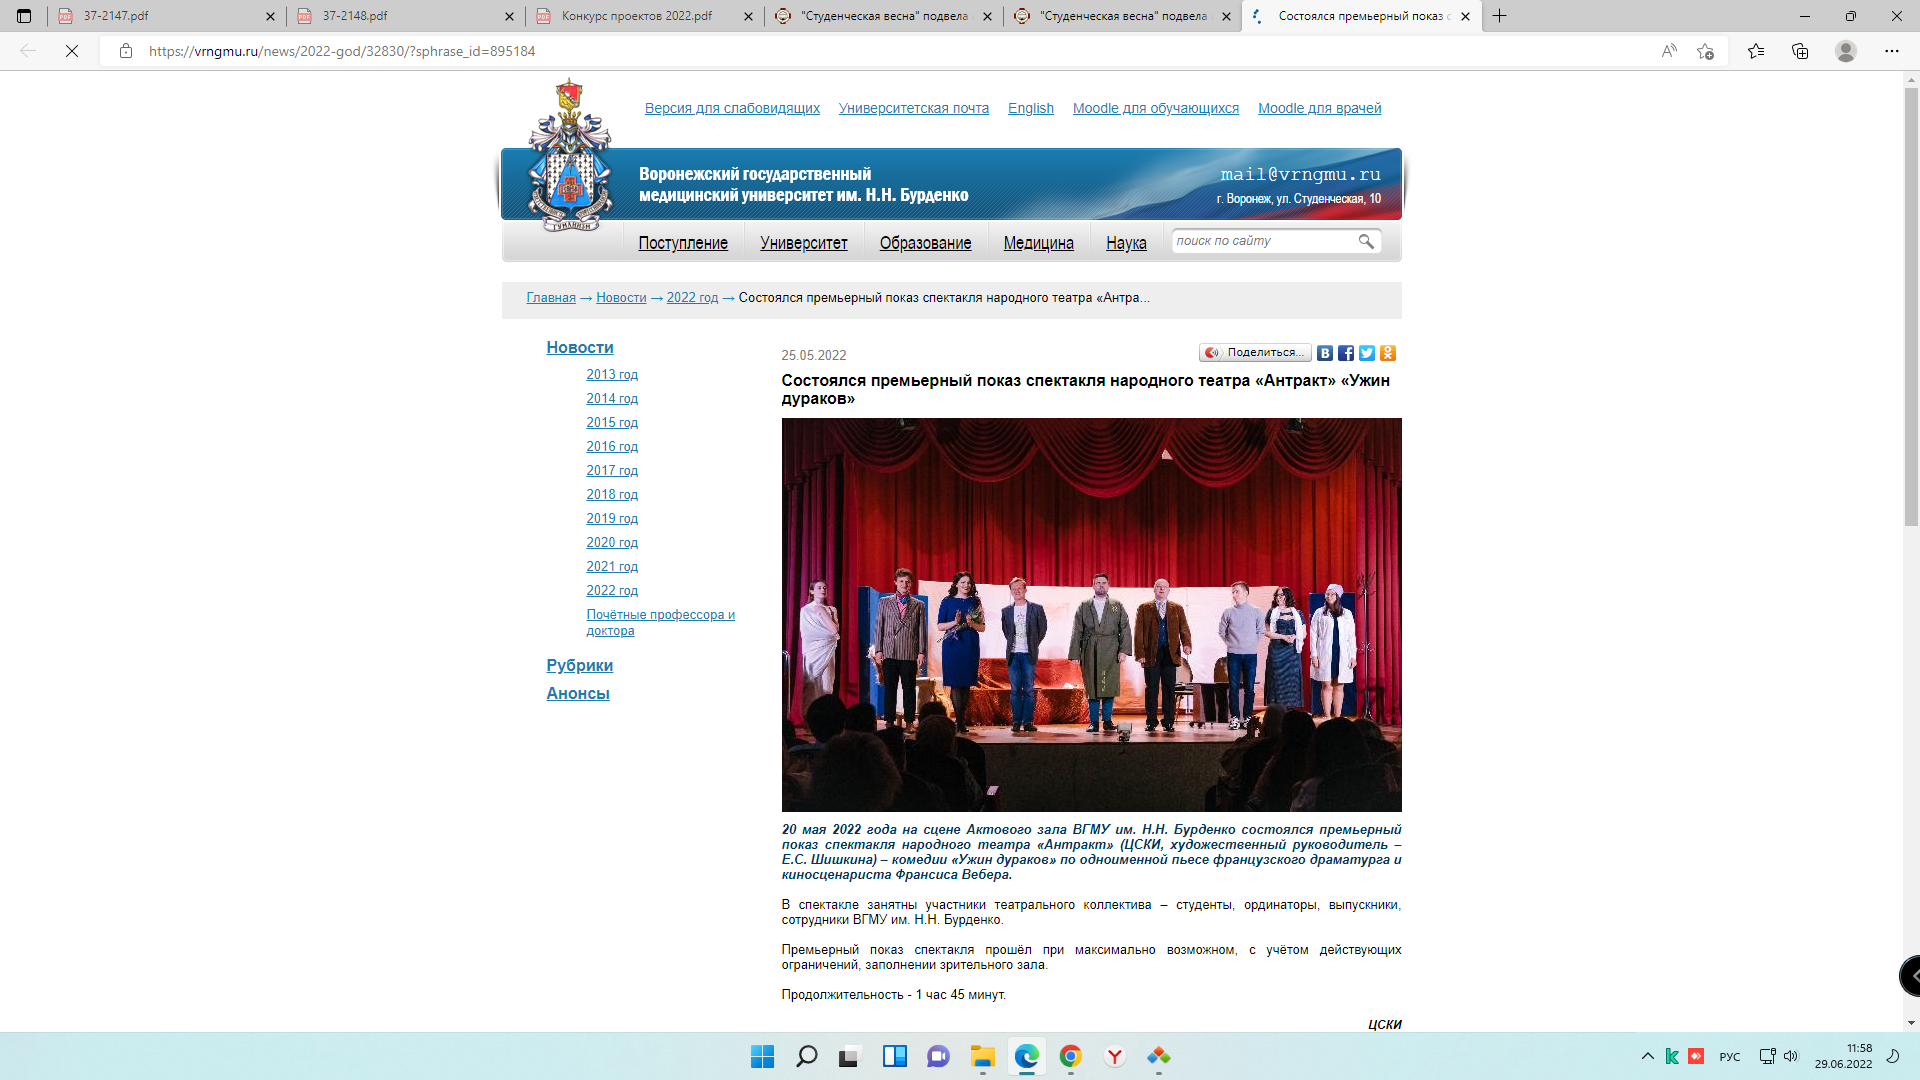 37-2147.pdf
37-2148.pdf
Конкурс проектов 2022.pdf
"Студенческая весна" подвела
"Студенческая весна" подвела
Состоялся премьерный показ с
https://vrngmu.ru/news/2022-god/32830/?sphrase_id=895184
Версия для слабовидящих Университетская почта English Moodle для обучающихся Moodle для врачей
Воронежский государственный
медицинский университет им. Н.Н. Бурденко
mail@vrngmu.ru
г. Воронеж, ул. Студенческая, 10
ГУМАНИЗМ
Поступление Университет Образование Медицина Наука поиск по сайту
Главная → Новости → 2022 год → Состоялся премьерный показ спектакля народного театра «Антра...
Новости
2013 год
2014 год
2015 год
2016 год
2017 год
2018 год
2019 год
2020 год
2021 год
2022 год
Почётные профессора и
доктора
Рубрики
Анонсы
25.05.2022
Поделиться...
Состоялся премьерный показ спектакля народного театра «Антракт» «Ужин
дураков»
20 мая 2022 года на сцене Актового зала ВГМУ им. Н.Н. Бурденко состоялся премьерный
показ спектакля народного театра «Антракт» (ЦСКИ, художественный руководитель –
Е.С. Шишкина) – комедии «Ужин дураков» по одноименной пьесе французского драматурга и
киносценариста Франсиса Вебера.
В спектакле занятны участники театрального коллектива – студенты, ординаторы, выпускники,
сотрудники ВГМУ им. Н.Н. Бурденко.
Премьерный показ спектакля прошёл при максимально возможном, с учётом действующих
ограничений, заполнении зрительного зала.
Продолжительность - 1 час 45 минут.
ЦСКИ
РУС
11:58
29.06.2022